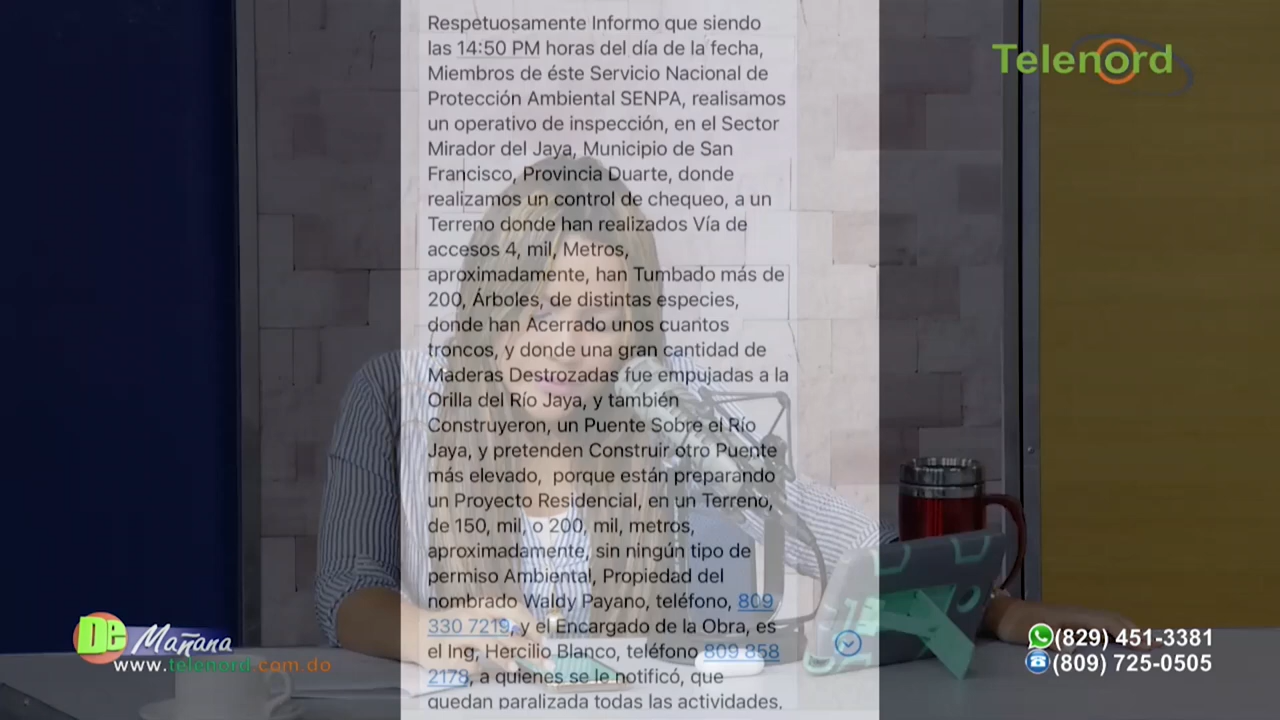 Respetuosamente Informo que siendo
las 14:50 PM horas del día de la fecha,
Miembros de éste Servicio Nacional de
Protección Ambiental SENPA, realisamos
un operativo de inspección, en el Sector
Mirador del Jaya, Municipio de San
Francisco, Provincia Duarte, donde
realizamos un control de chequeo, a un
Terreno donde han realizados Vía de
accesos 4, mil, Metros,
aproximadamente, han Tumbado más de
200, Árboles, de distintas especies,
donde han Acerrado unos cuantos
troncos, y donde una gran cantidad de
Maderas Destrozadas fue empujadas a la
Orilla del Río Jaya, y también
Construyeron, un Puente Sobre el Río
Jaya, y pretenden Construir otro Puente
más elevado,  porque están preparando
un Proyecto Residencial, en un Terreno,
de 150, mil, o 200, mil, metros,
aproximadamente, sin ningún tipo de
permiso Ambiental, Propiedad del
nombrado Waldy Payano, teléfono, 809
330 7219, y el Encargado de la Obra, es
el Ing, Hercilio Blanco, teléfono 809 858
2178, a quienes se le notificó, que
quedan paralizada todas las actividades,
Telenord
De Mañana
www.telenord.com.do
(829) 451-3381
(809) 725-0505